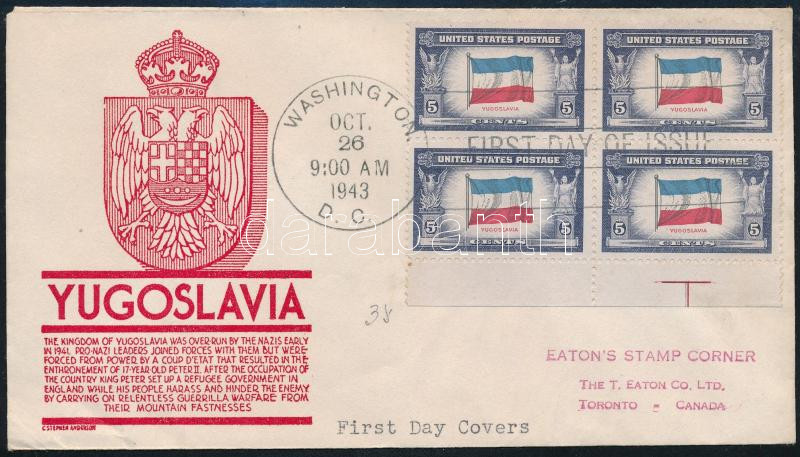 WASHINGTON,
OCT.
26
9:00 AM
1943
D. C.
UNITED STATES POSTAGE
5 YUGOSLAVIA 5
CENTS
UNITED STATES POSTAGE
5 YUGOSLAVIA 5
CENTS
FIRST DAY OF ISSUE
UNITED STATES POSTAGE
5 YUGOSLAVIA 5
CENTS
UNITED STATES POSTAGE
5 YUGOSLAVIA 5
CENTS
darabanth
YUGOSLAVIA
THE KINGDOM OF YUGOSLAVIA WAS OVER-RUN BY THE NAZIS EARLY
IN 1941. PRO-NAZI LEADERS JOINED FORCES WITH THEM BUT WERE
FORCED FROM POWER BY A COUP D'ETAT THAT RESULTED IN THE
ENTHRONEMENT OF 17-YEAR-OLD PETER II. AFTER THE OCCUPATION OF
THE COUNTRY KING PETER SET UP A REFUGEE GOVERNMENT IN
ENGLAND WHILE HIS PEOPLE HARASS AND HINDER THE ENEMY
BY CARRYING ON RELENTLESS GUERRILLA WARFARE FROM
THEIR MOUNTAIN FASTNESSES
C STEPHEN ANDERSON
38
EATON'S STAMP CORNER
THE T. EATON CO. LTD.
TORONTO - CANADA
First Day Covers